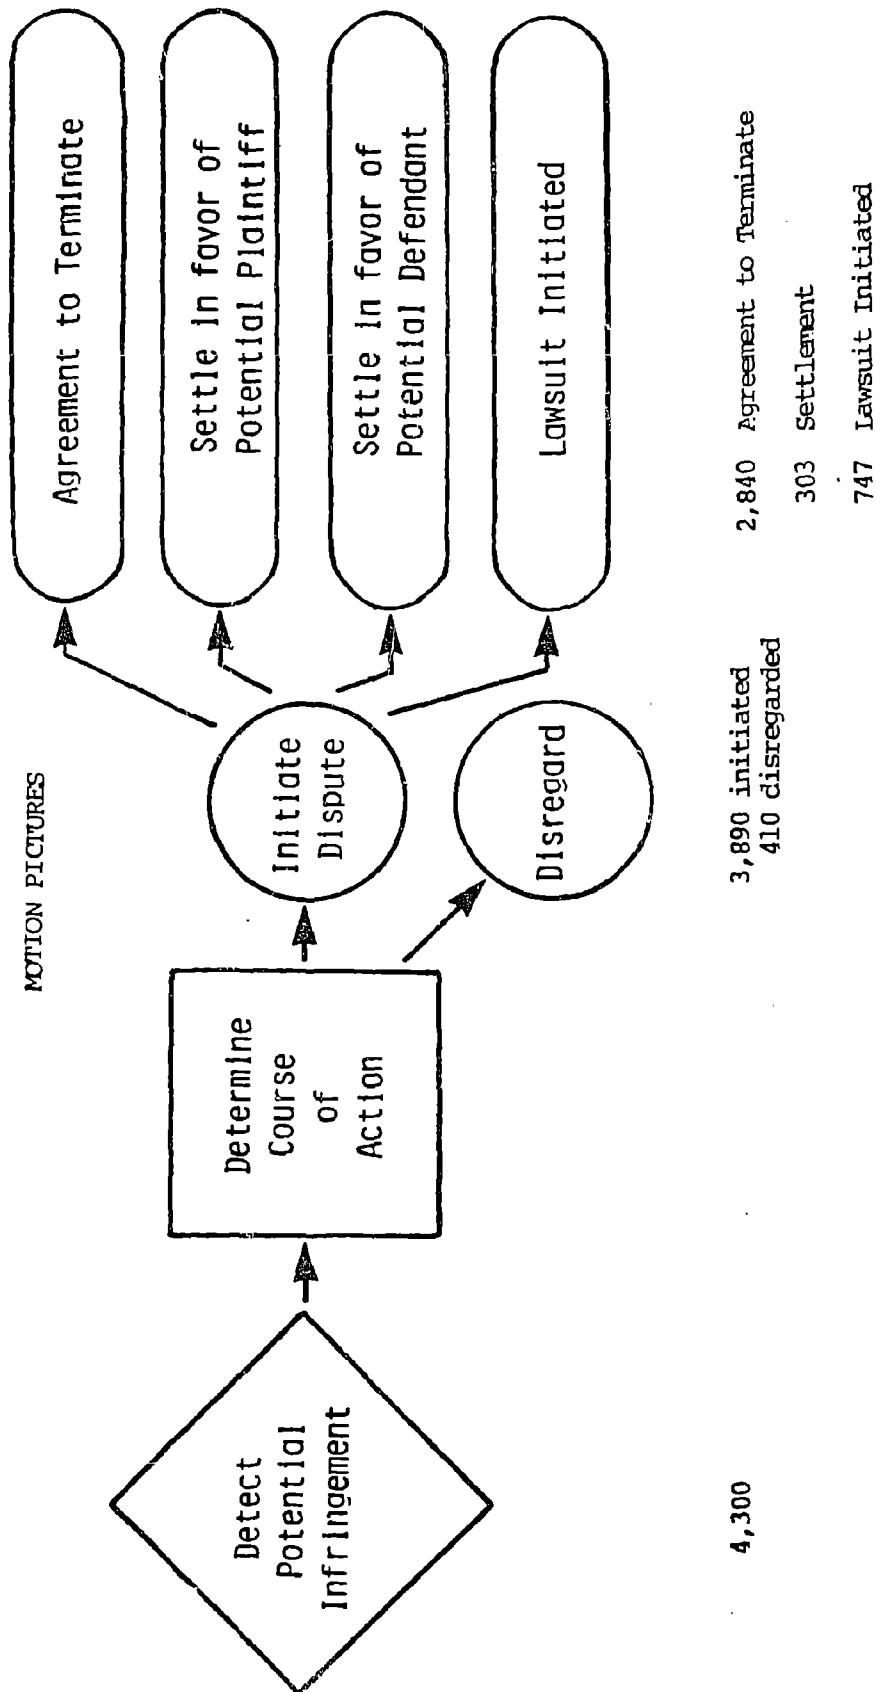 MOTION PICTURES
Detect
Potential
Infringement
Determine
Course
of
Action
Initiate
Dispute
Disregard
Agreement to Terminate
Settle in favor of
Potential Plaintiff
Settle in favor of
Potential Defendant
Lawsuit Initiated
4,300
3,890 initiated
410 disregarded
2,840 Agreement to Terminate
303 Settlement
747 Lawsuit Initiated